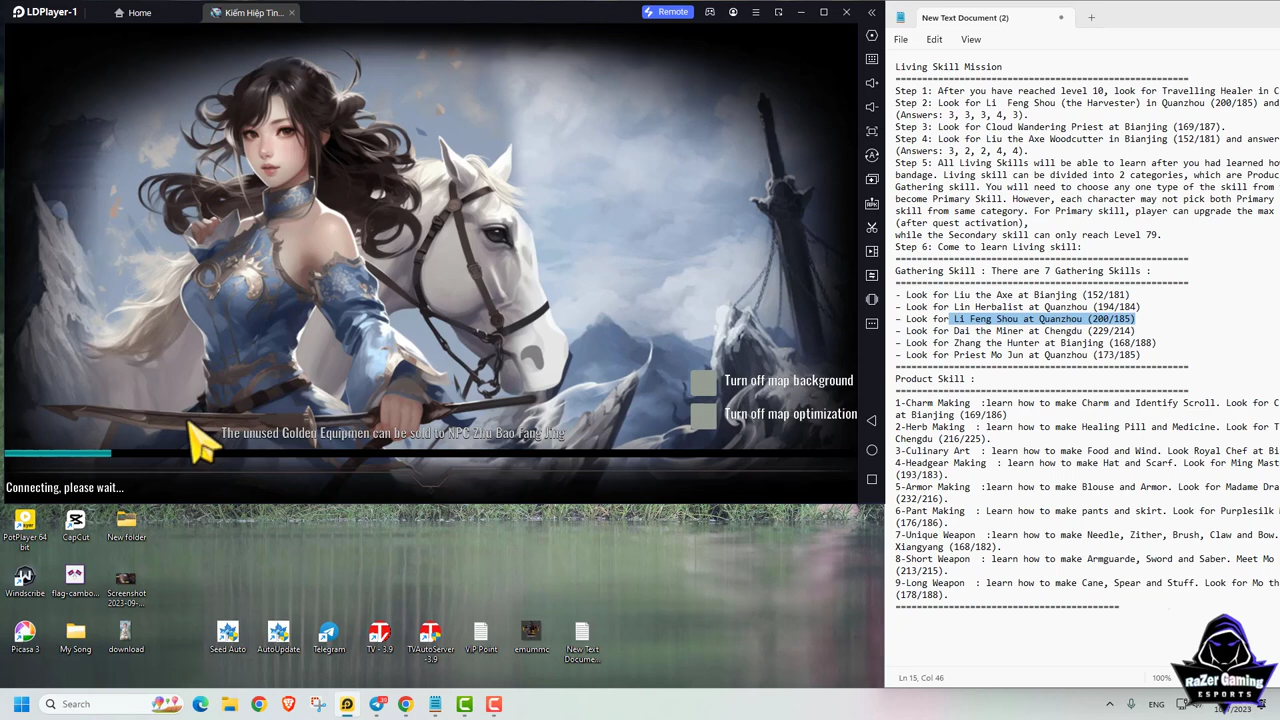 LDPlayer-1
Home
Kiếm Hiệp Tìn...
Remote
Turn off map background
Turn off map optimization
The unused Golden Equipmen can be sold to NPC Zhu Bao Fang Jing
Connecting, please wait...
New Text Document (2)
File Edit View
Living Skill Mission
=======================================================
Step 1: After you have reached level 10, look for Travelling Healer in C
Step 2: Look for Li  Feng Shou (the Harvester) in Quanzhou (200/185) and
(Answers: 3, 3, 3, 4, 3).
Step 3: Look for Cloud Wandering Priest at Bianjing (169/187).
Step 4: Look for Liu the Axe Woodcutter in Bianjing (152/181) and answer
(Answers: 3, 2, 2, 4, 4).
Step 5: All Living Skills will be able to learn after you had learned ho
bandage. Living skill can be divided into 2 categories, which are Produc
Gathering skill. You will need to choose any one type of the skill from
become Primary Skill. However, each character may not pick both Primary
skill from same category. For Primary skill, player can upgrade the max
(after quest activation),
while the Secondary skill can only reach Level 79.
Step 6: Come to learn Living skill:
=======================================================
Gathering Skill : There are 7 Gathering Skills :
=======================================================
- Look for Liu the Axe at Bianjing (152/181)
– Look for Lin Herbalist at Quanzhou (194/184)
– Look for Li Feng Shou at Quanzhou (200/185)
– Look for Dai the Miner at Chengdu (229/214)
– Look for Zhang the Hunter at Bianjing (168/188)
– Look for Priest Mo Jun at Quanzhou (173/185)
=======================================================
Product Skill :
=======================================================
1-Charm Making  :learn how to make Charm and Identify Scroll. Look for C
at Bianjing (169/186)
2-Herb Making  : learn how to make Healing Pill and Medicine. Look for T
Chengdu (216/225).
3-Culinary Art  : learn how to make Food and Wind. Look Royal Chef at Bi
4-Headgear Making  : learn how to make Hat and Scarf. Look for Ming Mast
(193/183).
5-Armor Making  :learn how to make Blouse and Armor. Look for Madame Dra
(232/216).
6-Pant Making  : Learn how to make pants and skirt. Look for Purplesilk
(176/186).
7-Unique Weapon  :learn how to make Needle, Zither, Brush, Claw and Bow.
Xiangyang (168/182).
8-Short Weapon  : learn how to make Armguarde, Sword and Saber. Meet Mo
(213/215).
9-Long Weapon  : learn how to make Cane, Spear and Stuff. Look for Mo th
(178/188).
==========================================
Ln 15, Col 46
100%
PotPlayer 64 bit
CapCut
New folder
Windscribe
flag-cambo...
Screenshot 2023-09-...
Picasa 3
My Song
download
Seed Auto
AutoUpdate
Telegram
TV - 3.9
TVAutoServer -3.9
V.P Point
emummc
New Text Docume...
Search
ENG
RaZer Gaming
ESPORTS